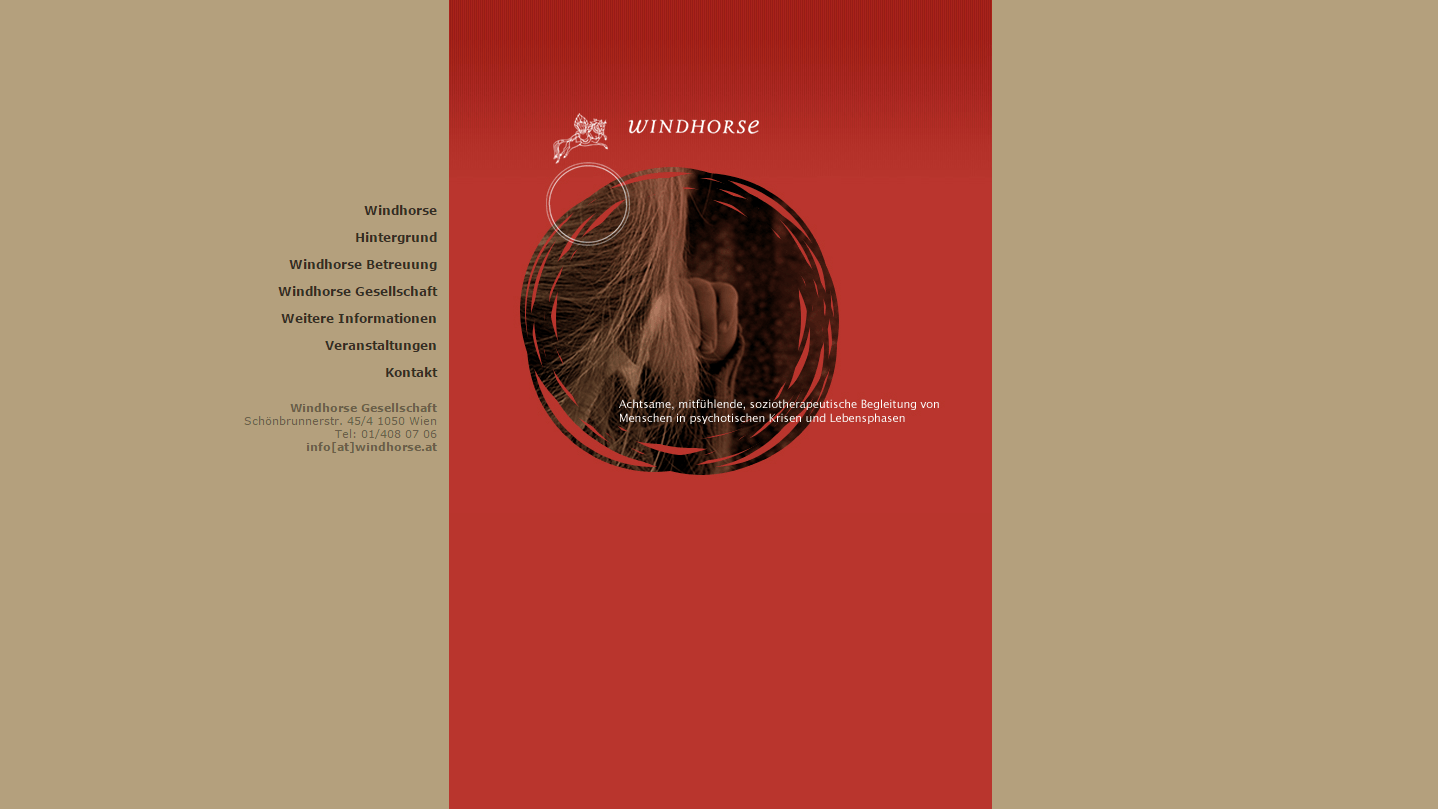 WINDHORSE
Windhorse
Hintergrund
Windhorse Betreuung
Windhorse Gesellschaft
Weitere Informationen
Veranstaltungen
Kontakt
Windhorse Gesellschaft
Schönbrunnerstr. 45/4 1050 Wien
Tel: 01/408 07 06
info[at]windhorse.at
Achtsame, mitfühlende, soziotherapeutische Begleitung von
Menschen in psychotischen Krisen und Lebensphasen